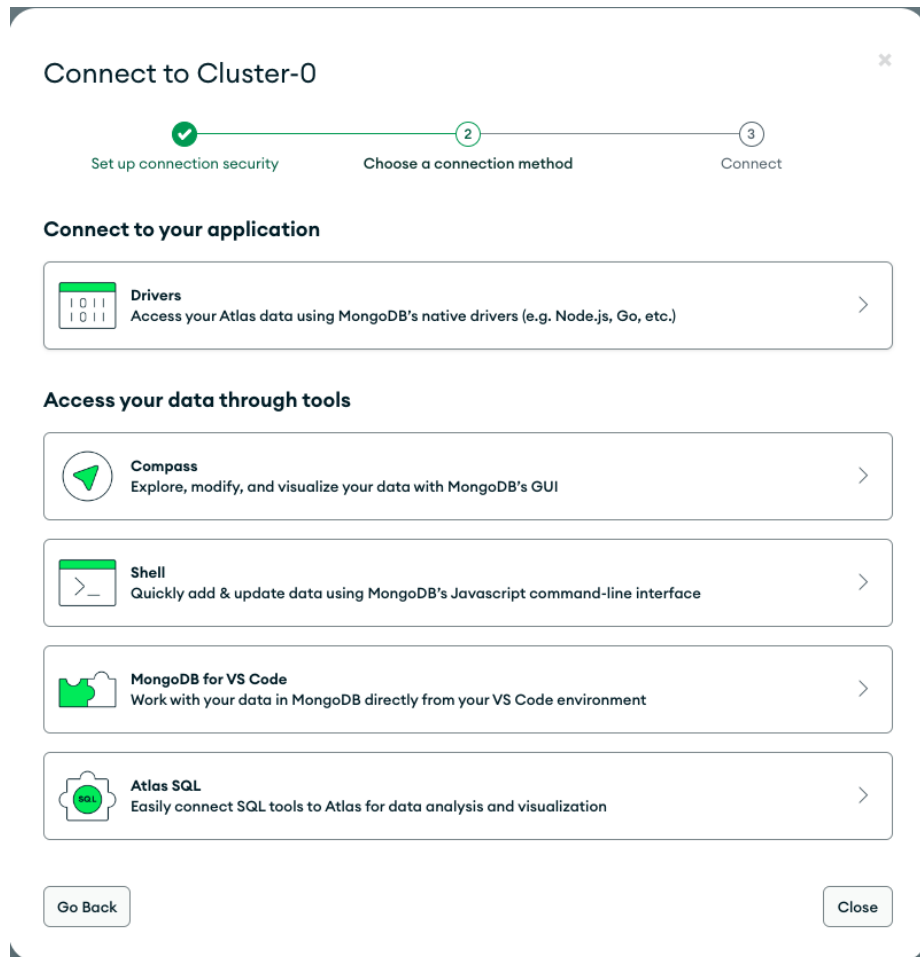 Connect to Cluster-0
×
2
3
Set up connection security
Choose a connection method
Connect
Connect to your application
1011
1011
Drivers
Access your Atlas data using MongoDB's native drivers (e.g. Node.js, Go, etc.)
Access your data through tools
Compass
Explore, modify, and visualize your data with MongoDB's GUI
>_
Shell
Quickly add & update data using MongoDB's Javascript command-line interface
MongoDB for VS Code
Work with your data in MongoDB directly from your VS Code environment
SQL
Atlas SQL
Easily connect SQL tools to Atlas for data analysis and visualization
Go Back
Close